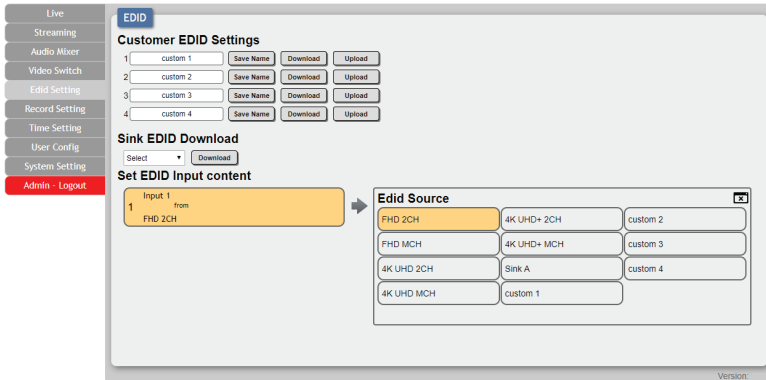 Live
Streaming
Audio Mixer
Video Switch
Edid Setting
Record Setting
Time Setting
User Config
System Setting
Admin - Logout
EDID
Customer EDID Settings
1 custom 1 Save Name Download Upload
2 custom 2 Save Name Download Upload
3 custom 3 Save Name Download Upload
4 custom 4 Save Name Download Upload
Sink EDID Download
Select Download
Set EDID Input content
Input 1
1 from
FHD 2CH
Edid Source
FHD 2CH 4K UHD+ 2CH custom 2
FHD MCH 4K UHD+ MCH custom 3
4K UHD 2CH Sink A custom 4
4K UHD MCH custom 1
Version: